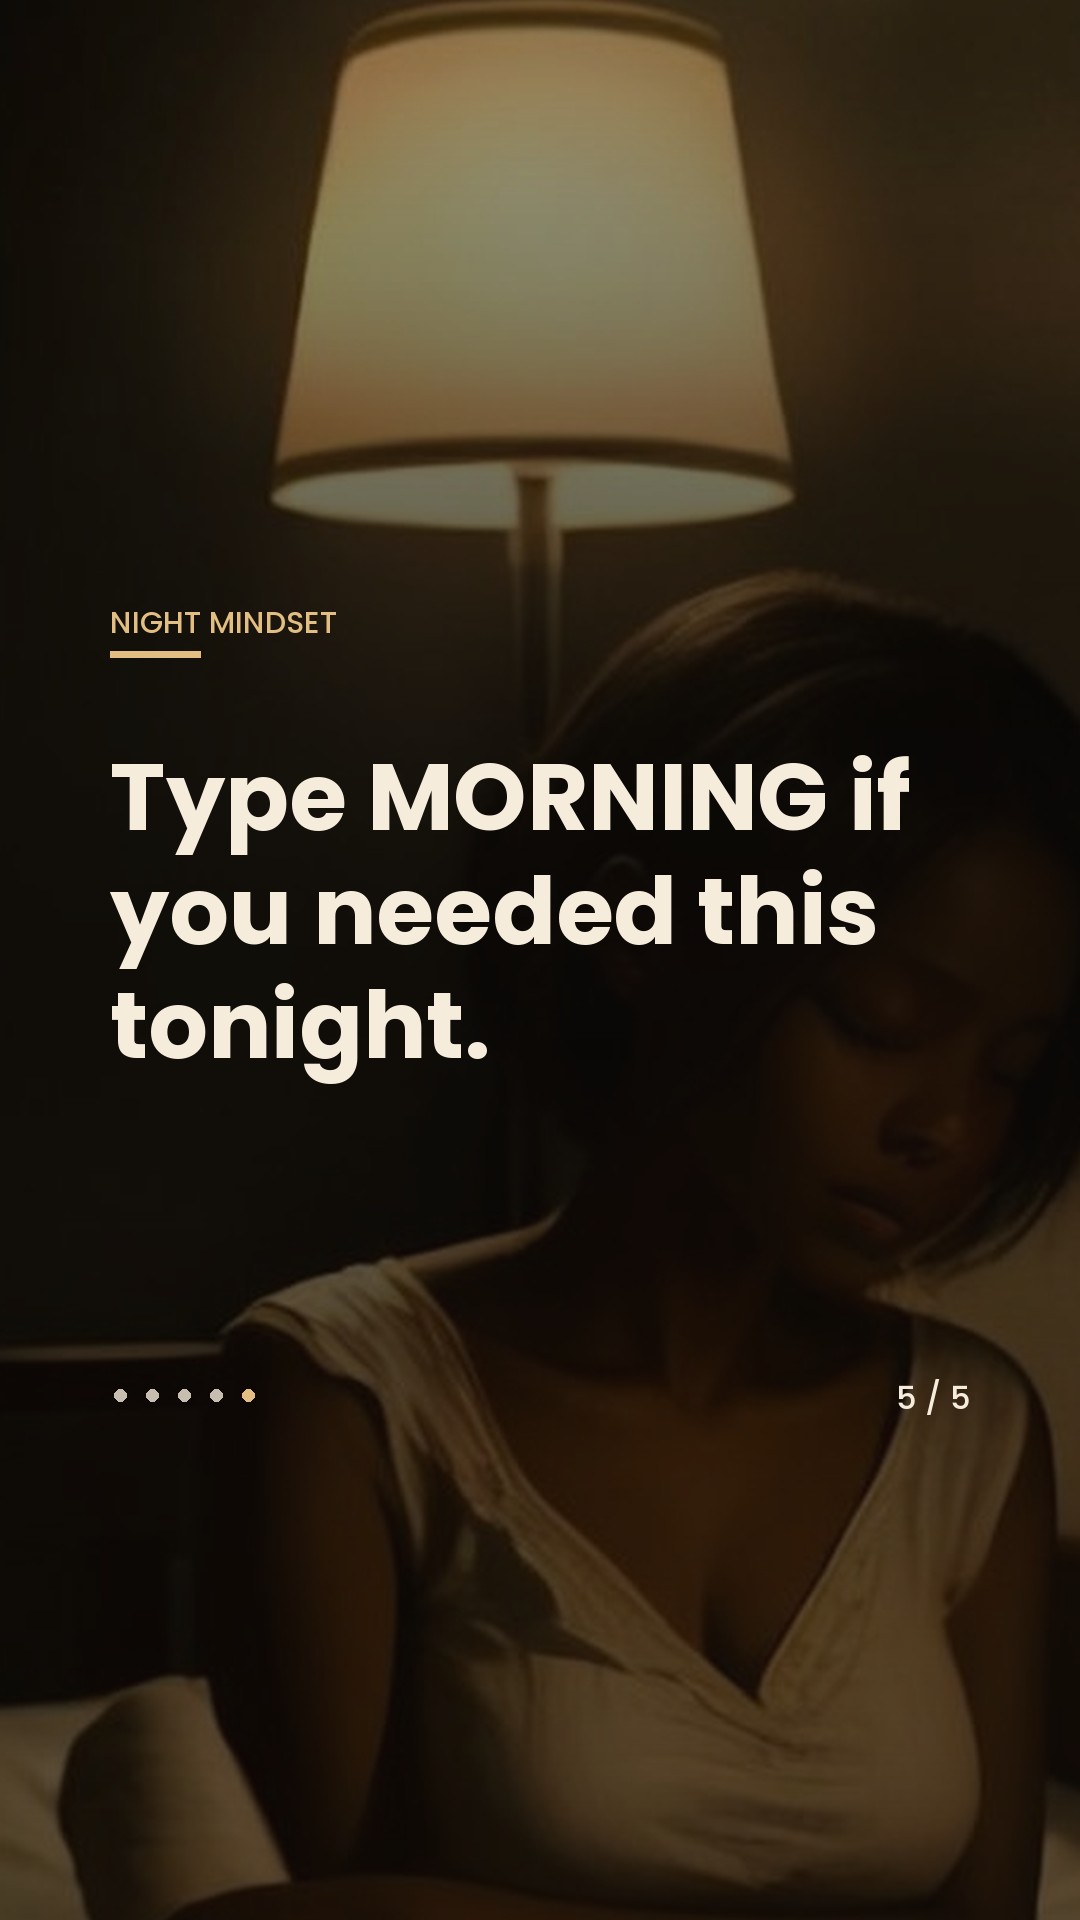 NIGHT MINDSET
Type MORNING if
you needed this
tonight.
5 / 5